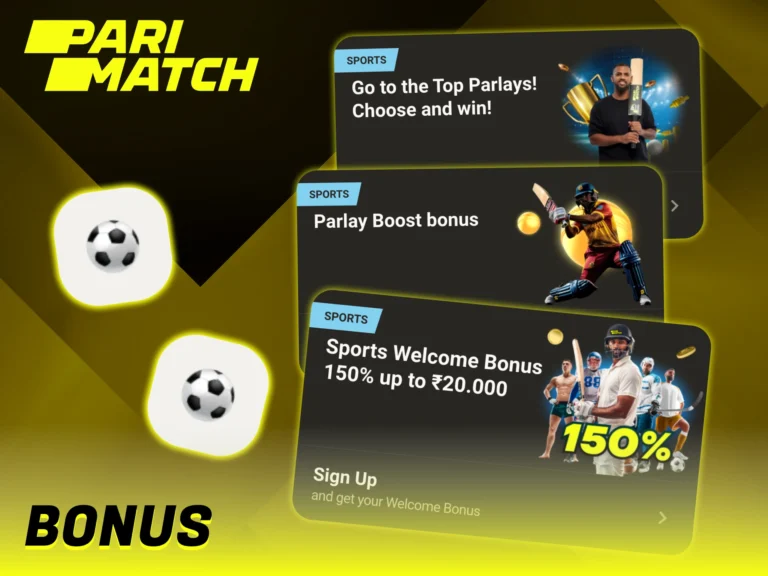 PARI
MATCH
SPORTS
Go to the Top Parlays!
Choose and win!
SPORTS
Parlay Boost bonus
SPORTS
Sports Welcome Bonus
150% up to ₹20.000
88
150%
Sign Up
and get your Welcome Bonus
BONUS